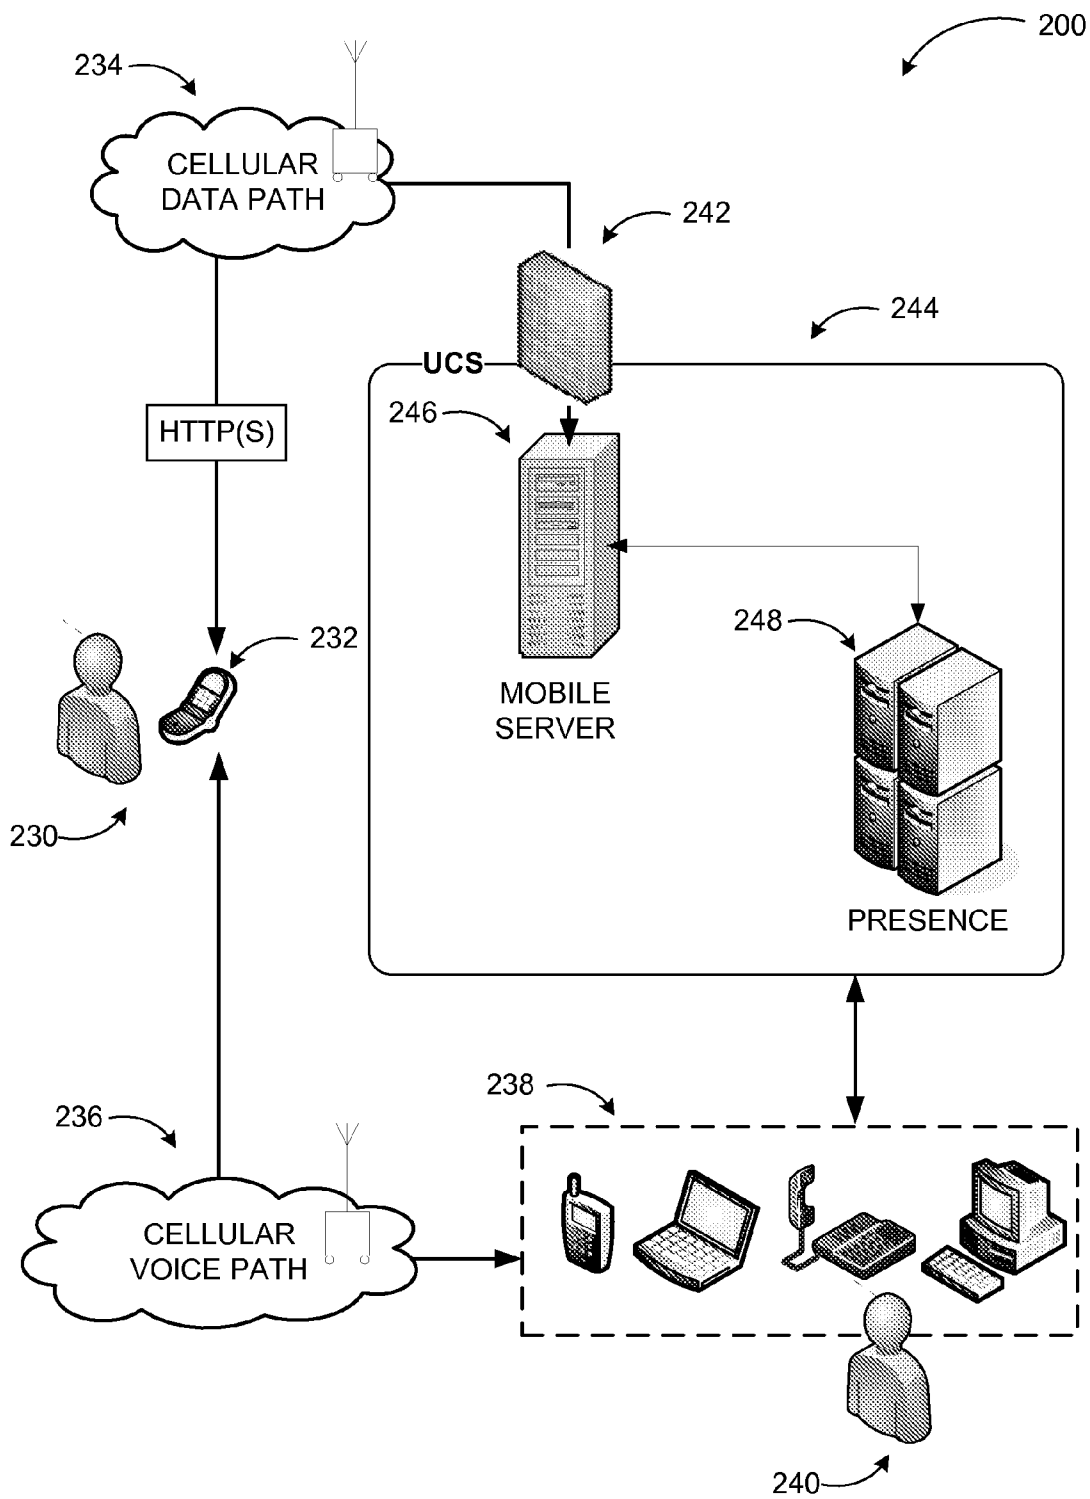 200
234
CELLULAR
DATA PATH
242
244
UCS
246
HTTP(S)
232
248
MOBILE
SERVER
230
PRESENCE
238
236
CELLULAR
VOICE PATH
240